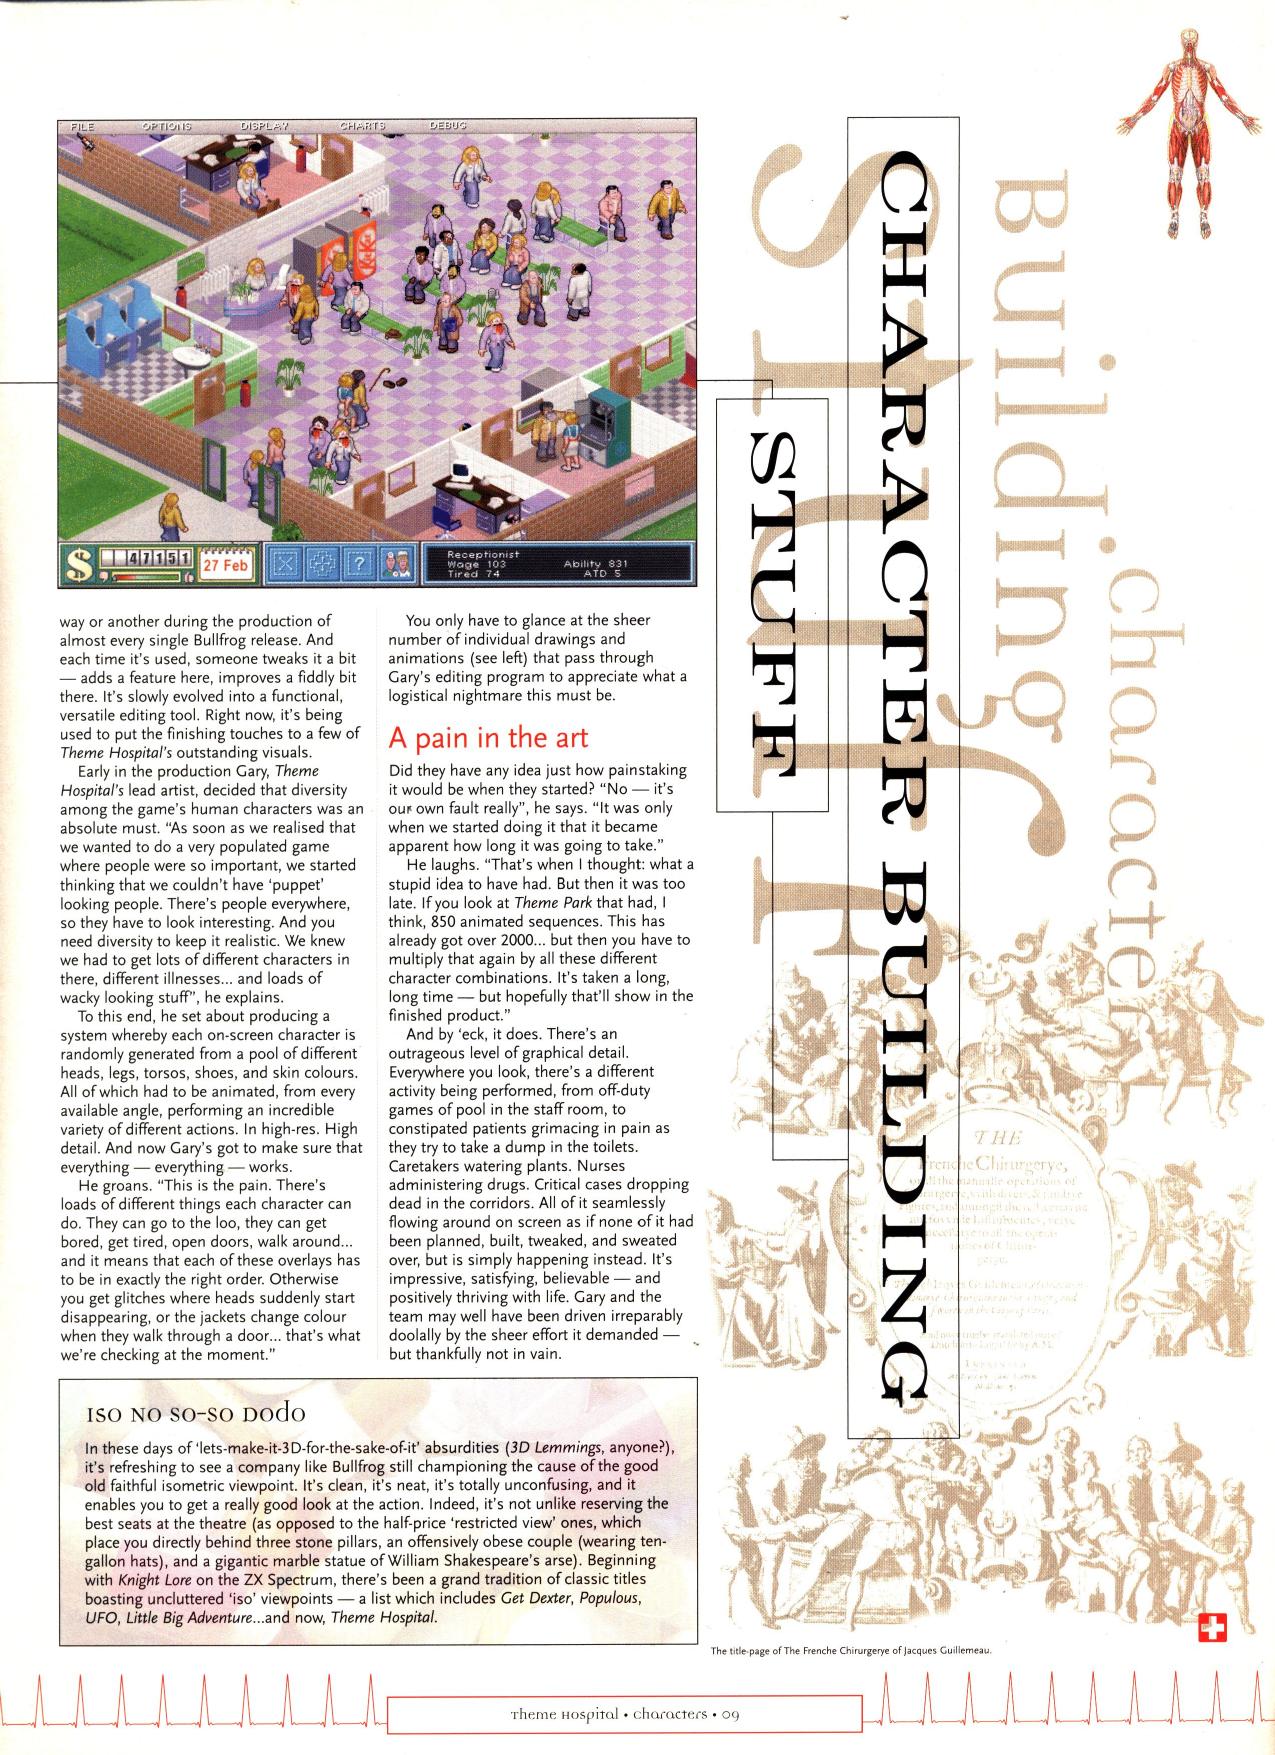 FILE OPTIONS DISPLAY CHARTS DEBUG
47151
27 Feb
?
Receptionist
Wage 103 Ability 831
Tired 74 ATD 5
way or another during the production of
almost every single Bullfrog release. And
each time it's used, someone tweaks it a bit
— adds a feature here, improves a fiddly bit
there. It's slowly evolved into a functional,
versatile editing tool. Right now, it's being
used to put the finishing touches to a few of
Theme Hospital's outstanding visuals.
Early in the production Gary, Theme
Hospital's lead artist, decided that diversity
among the game's human characters was an
absolute must. “As soon as we realised that
we wanted to do a very populated game
where people were so important, we started
thinking that we couldn't have ‘puppet’
looking people. There's people everywhere,
so they have to look interesting. And you
need diversity to keep it realistic. We knew
we had to get lots of different characters in
there, different illnesses... and loads of
wacky looking stuff”, he explains.
To this end, he set about producing a
system whereby each on-screen character is
randomly generated from a pool of different
heads, legs, torsos, shoes, and skin colours.
All of which had to be animated, from every
available angle, performing an incredible
variety of different actions. In high-res. High
detail. And now Gary's got to make sure that
everything — everything — works.
He groans. “This is the pain. There's
loads of different things each character can
do. They can go to the loo, they can get
bored, get tired, open doors, walk around...
and it means that each of these overlays has
to be in exactly the right order. Otherwise
you get glitches where heads suddenly start
disappearing, or the jackets change colour
when they walk through a door... that's what
we're checking at the moment.”
You only have to glance at the sheer
number of individual drawings and
animations (see left) that pass through
Gary's editing program to appreciate what a
logistical nightmare this must be.
A pain in the art
Did they have any idea just how painstaking
it would be when they started? “No — it's
our own fault really”, he says. “It was only
when we started doing it that it became
apparent how long it was going to take.”
He laughs. “That's when I thought: what a
stupid idea to have had. But then it was too
late. If you look at Theme Park that had, I
think, 850 animated sequences. This has
already got over 2000... but then you have to
multiply that again by all these different
character combinations. It's taken a long,
long time — but hopefully that'll show in the
finished product.”
And by ‘eck, it does. There's an
outrageous level of graphical detail.
Everywhere you look, there's a different
activity being performed, from off-duty
games of pool in the staff room, to
constipated patients grimacing in pain as
they try to take a dump in the toilets.
Caretakers watering plants. Nurses
administering drugs. Critical cases dropping
dead in the corridors. All of it seamlessly
flowing around on screen as if none of it had
been planned, built, tweaked, and sweated
over, but is simply happening instead. It's
impressive, satisfying, believable — and
positively thriving with life. Gary and the
team may well have been driven irreparably
doolally by the sheer effort it demanded —
but thankfully not in vain.
ISO NO SO-SO DOdo
In these days of ‘lets-make-it-3D-for-the-sake-of-it’ absurdities (3D Lemmings, anyone?),
it's refreshing to see a company like Bullfrog still championing the cause of the good
old faithful isometric viewpoint. It's clean, it's neat, it's totally unconfusing, and it
enables you to get a really good look at the action. Indeed, it's not unlike reserving the
best seats at the theatre (as opposed to the half-price ‘restricted view’ ones, which
place you directly behind three stone pillars, an offensively obese couple (wearing ten-
gallon hats), and a gigantic marble statue of William Shakespeare's arse). Beginning
with Knight Lore on the ZX Spectrum, there's been a grand tradition of classic titles
boasting uncluttered ‘iso’ viewpoints — a list which includes Get Dexter, Populous,
UFO, Little Big Adventure...and now, Theme Hospital.
CHARACTER BUILDING
STUFF
Building
character
Stuff
THE
Frenche Chirurgerye,
The title-page of The Frenche Chirurgerye of Jacques Guillemeau.
Theme Hospital • characters • 09